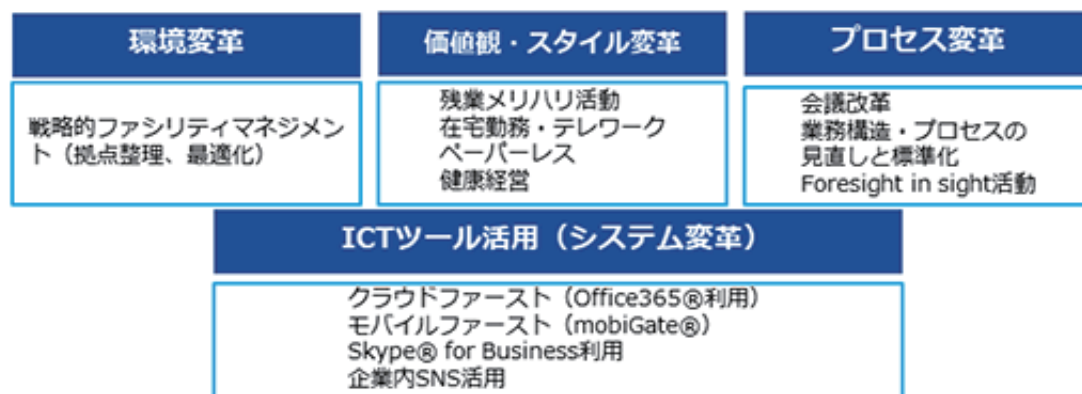 環境変革
戦略的ファシリティマネジメン
ト（拠点整理、最適化）
価値観・スタイル変革
残業メリハリ活動
在宅勤務・テレワーク
ペーパーレス
健康経営
プロセス変革
会議改革
業務構造・プロセスの
見直しと標準化
Foresight in sight活動
ICTツール活用（システム変革）
クラウドファースト（Office365®利用）
モバイルファースト（mobiGate®）
Skype® for Business利用
企業内SNS活用